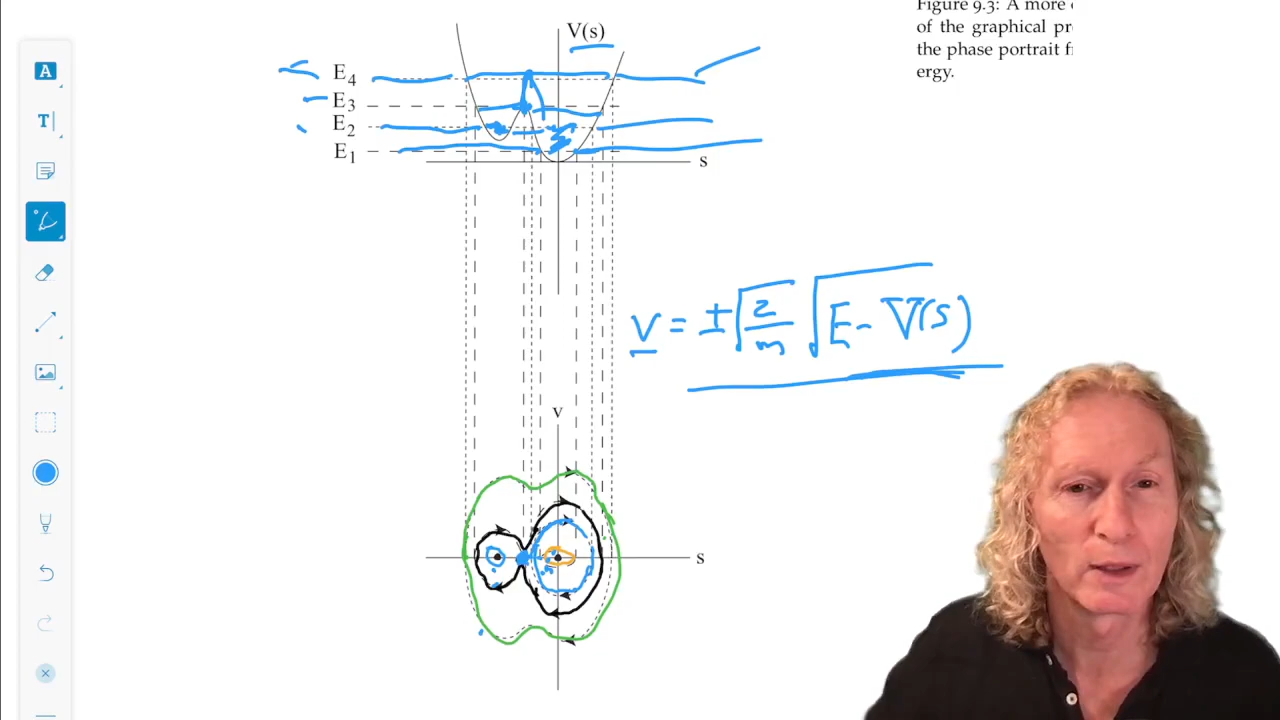 Figure 9.3: A more
of the graphical pr
the phase portrait f
ergy.
V(s)
E4
E3
E2
E1
s
v = ±√(2/m) √(E - V(s))
v
s
A
T